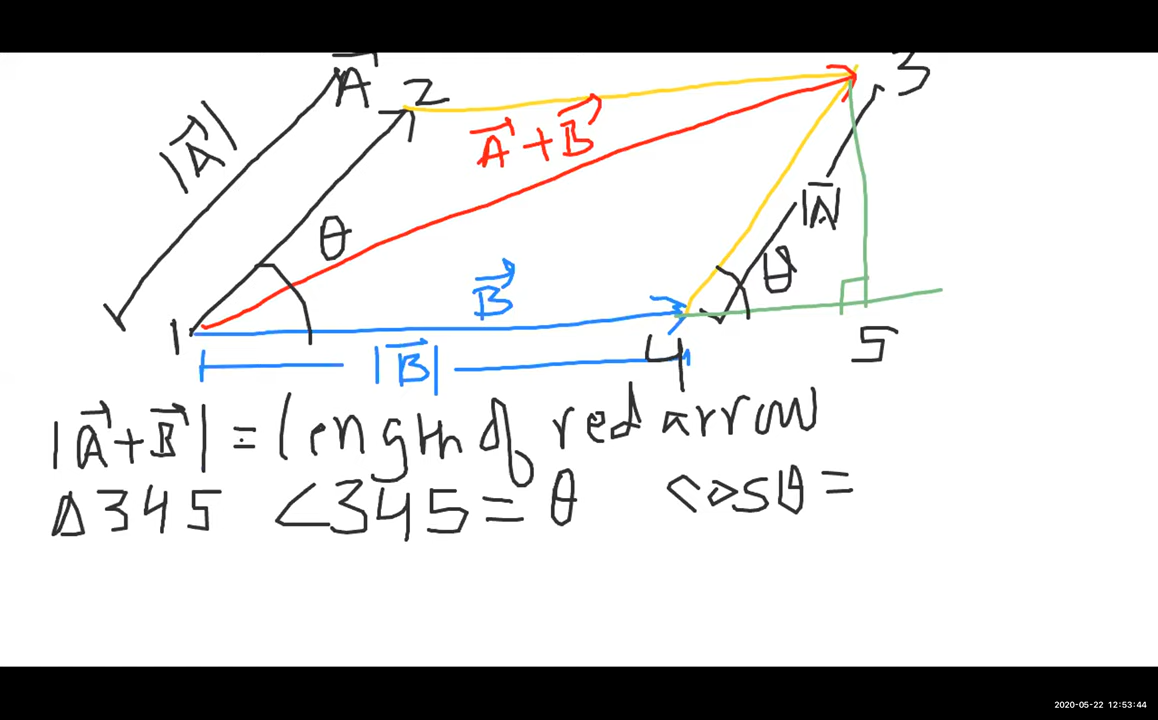 A⃗ 2 3
|A⃗| A⃗+B⃗
θ |A⃗|
B⃗ θ
1 4 5
|B⃗|
|A⃗+B⃗| = length of red arrow
Δ345 <345 = θ cosθ =
2020-05-22 12:53:44